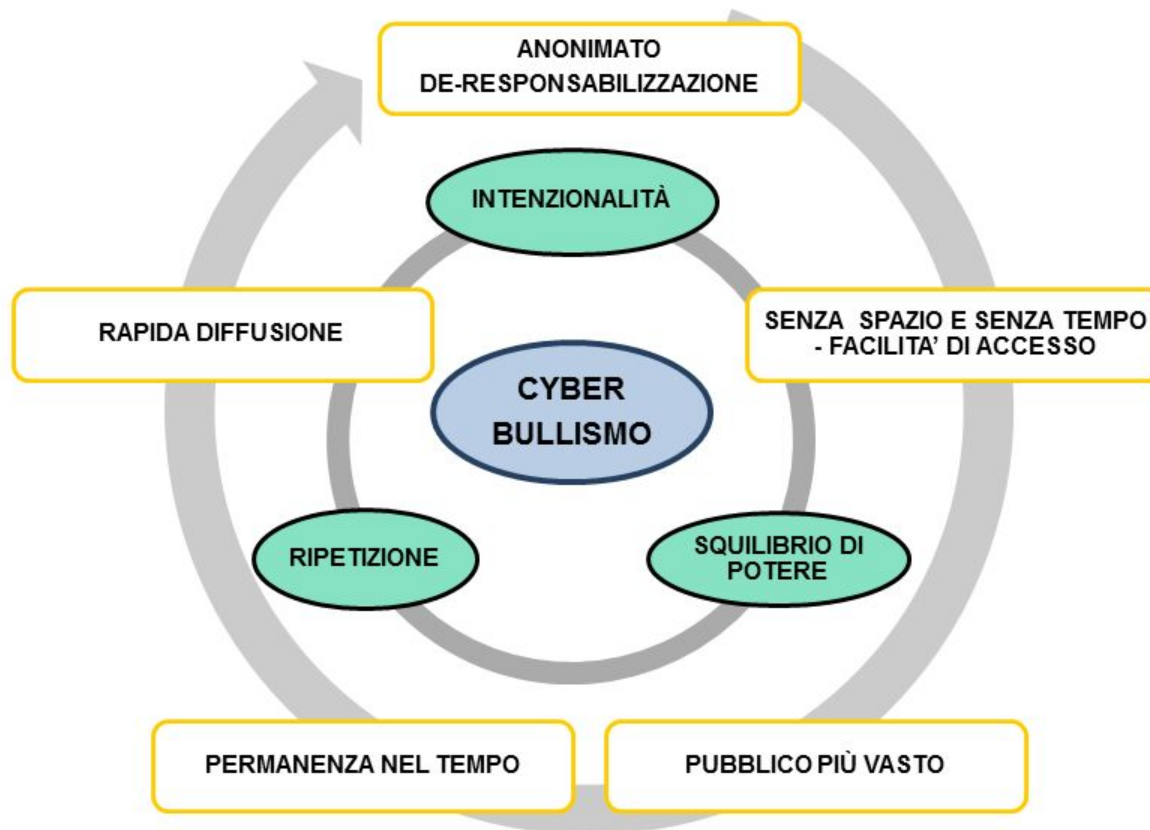 ANONIMATO
DE-RESPONSABILIZZAZIONE
INTENZIONALITÀ
RAPIDA DIFFUSIONE
SENZA SPAZIO E SENZA TEMPO
- FACILITA’ DI ACCESSO
CYBER
BULLISMO
RIPETIZIONE
SQUILIBRIO DI
POTERE
PERMANENZA NEL TEMPO
PUBBLICO PIÙ VASTO